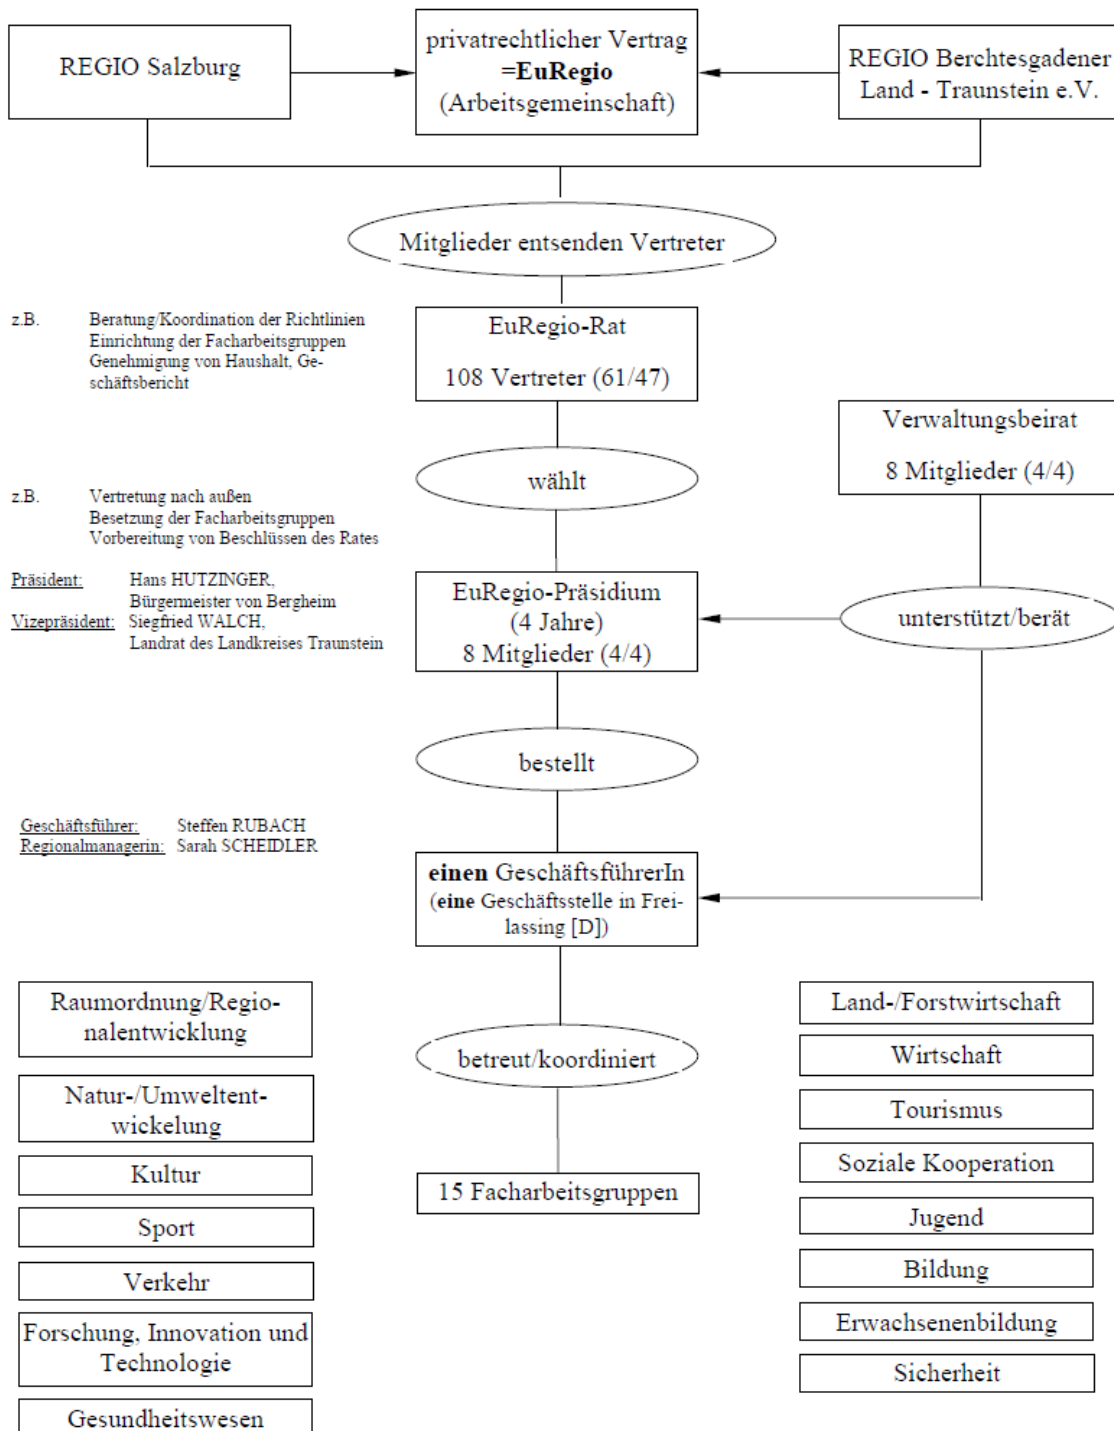 REGIO Salzburg
privatrechtlicher Vertrag
=EuRegio
(Arbeitsgemeinschaft)
REGIO Berchtesgadener
Land - Traunstein e.V.
Mitglieder entsenden Vertreter
z.B. Beratung/Koordination der Richtlinien
Einrichtung der Facharbeitsgruppen
Genehmigung von Haushalt, Ge-
schäftsbericht
EuRegio-Rat
108 Vertreter (61/47)
Verwaltungsbeirat
8 Mitglieder (4/4)
wählt
z.B. Vertretung nach außen
Besetzung der Facharbeitsgruppen
Vorbereitung von Beschlüssen des Rates
Präsident: Hans HUTZINGER,
Bürgermeister von Bergheim
Vizepräsident: Siegfried WALCH,
Landrat des Landkreises Traunstein
EuRegio-Präsidium
(4 Jahre)
8 Mitglieder (4/4)
unterstützt/berät
bestellt
Geschäftsführer: Steffen RUBACH
Regionalmanagerin: Sarah SCHEIDLER
einen GeschäftsführerIn
(eine Geschäftsstelle in Frei-
lassing [D])
betreut/koordiniert
15 Facharbeitsgruppen
Raumordnung/Regio-
nalentwicklung
Natur-/Umweltent-
wickelung
Kultur
Sport
Verkehr
Forschung, Innovation und
Technologie
Gesundheitswesen
Land-/Forstwirtschaft
Wirtschaft
Tourismus
Soziale Kooperation
Jugend
Bildung
Erwachsenenbildung
Sicherheit